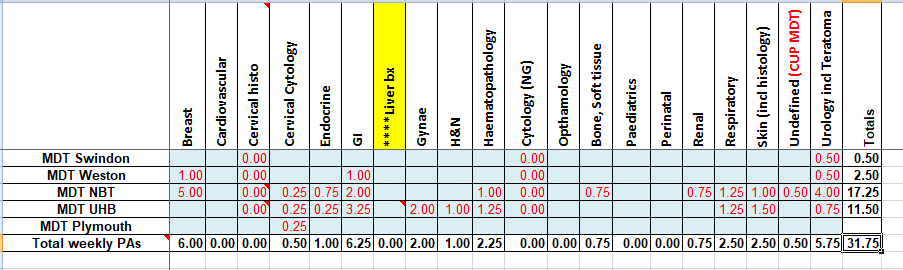 Breast Cardiovascular Cervical histo Cervical Cytology Endocrine GI ****Liver bx Gynae H&N Haematopathology Cytology (NG) Opthamology Bone, Soft tissue Paediatrics Perinatal Renal Respiratory Skin (incl histology) Undefined (CUP MDT) Urology incl Teratoma Totals
MDT Swindon 0.00 0.00 0.50 0.50
MDT Weston 1.00 0.00 1.00 0.00 0.50 2.50
MDT NBT 5.00 0.00 0.25 0.75 2.00 1.00 0.00 0.75 0.75 1.25 1.00 0.50 4.00 17.25
MDT UHB 0.00 0.25 0.25 3.25 2.00 1.00 1.25 0.00 1.25 1.50 0.75 11.50
MDT Plymouth 0.25
Total weekly PAs 6.00 0.00 0.00 0.50 1.00 6.25 0.00 2.00 1.00 2.25 0.00 0.00 0.75 0.00 0.00 0.75 2.50 2.50 0.50 5.75 31.75